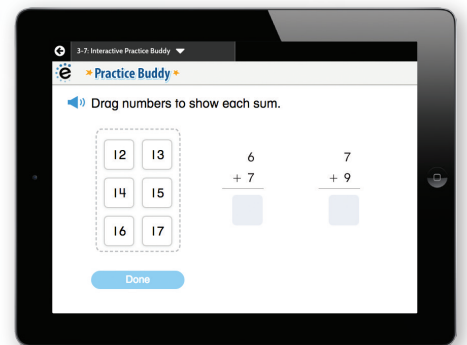 3-7: Interactive Practice Buddy
e
Practice Buddy
Drag numbers to show each sum.
12 13
14 15
16 17
6
+ 7
7
+ 9
Done